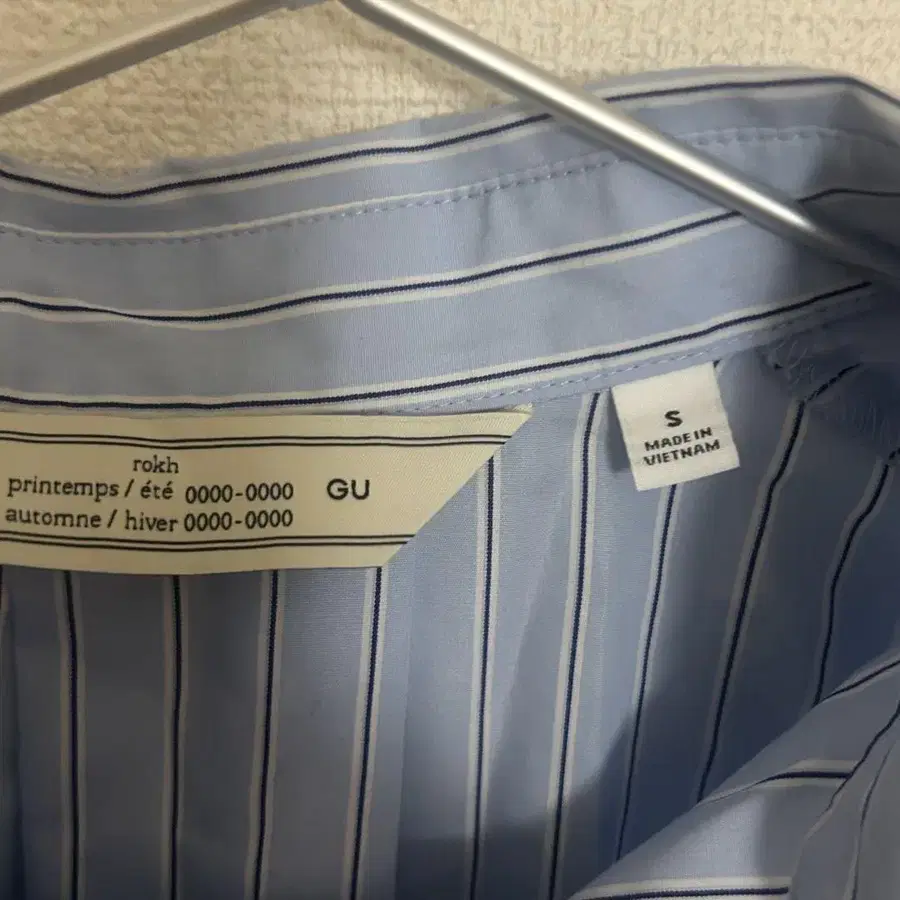 rokh
printemps / été 0000-0000 GU
automne / hiver 0000-0000
S
MADE IN
VIETNAM